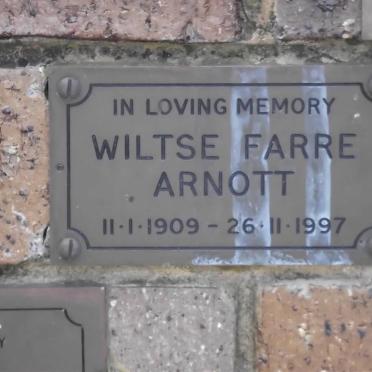 IN LOVING MEMORY
WILTSE FARRE
ARNOTT
11·1·1909 – 26·11·1997
Y